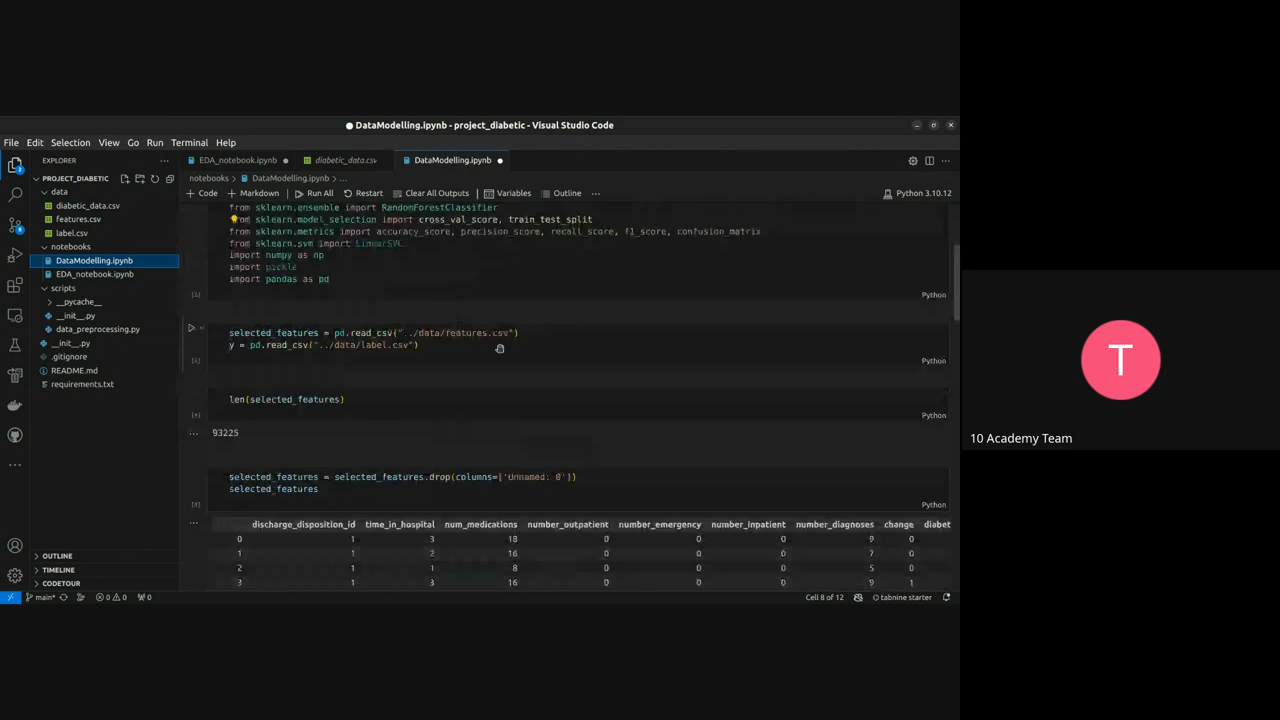 DataModelling.ipynb - project_diabetic - Visual Studio Code
File Edit Selection View Go Run Terminal Help
EXPLORER
EDA_notebook.ipynb diabetic_data.csv DataModelling.ipynb
PROJECT_DIABETIC
notebooks > DataModelling.ipynb > ...
+ Code + Markdown Run All Restart Clear All Outputs Variables Outline ... Python 3.10.12
data
diabetic_data.csv
features.csv
label.csv
notebooks
DataModelling.ipynb
EDA_notebook.ipynb
scripts
__pycache__
__init__.py
data_preprocessing.py
__init__.py
.gitignore
README.md
requirements.txt
from sklearn.ensemble import RandomForestClassifier
from sklearn.model_selection import cross_val_score, train_test_split
from sklearn.metrics import accuracy_score, precision_score, recall_score, f1_score, confusion_matrix
from sklearn.svm import LinearSVC
import numpy as np
import pickle
import pandas as pd
Python
selected_features = pd.read_csv("../data/features.csv")
y = pd.read_csv("../data/label.csv")
Python
len(selected_features)
Python
93225
selected_features = selected_features.drop(columns=['Unnamed: 0'])
selected_features
Python
discharge_disposition_id time_in_hospital num_medications number_outpatient number_emergency number_inpatient number_diagnoses change diabet
0 1 3 18 0 0 0 9 0
1 1 2 16 0 0 0 7 0
2 1 1 8 0 0 0 5 0
3 1 3 16 0 0 0 9 1
OUTLINE
TIMELINE
CODETOUR
main* 0 0 0 Cell 8 of 12 tabnine starter
T
10 Academy Team